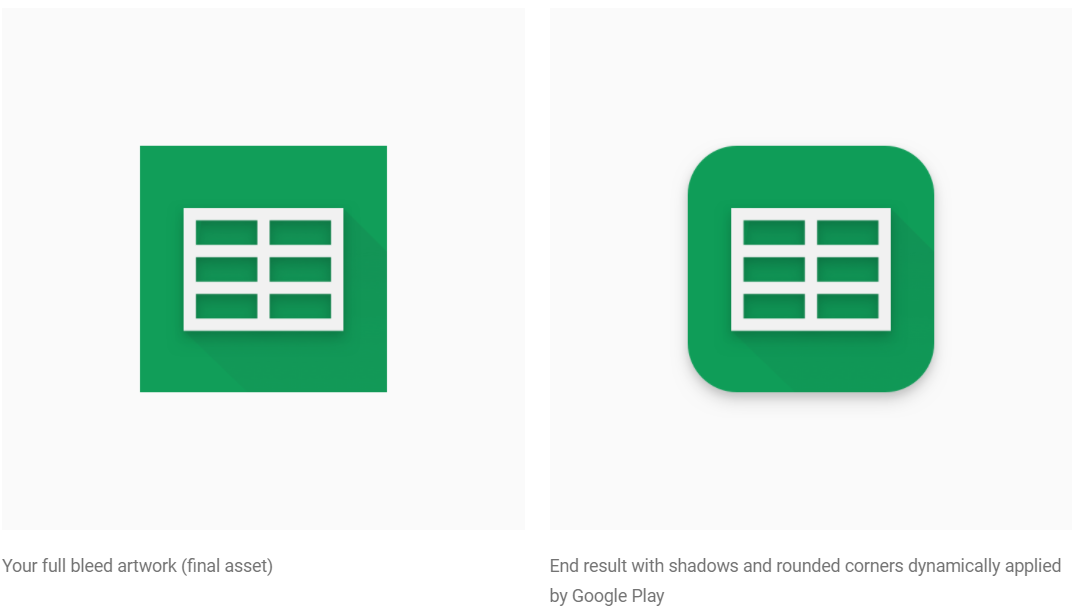 Your full bleed artwork (final asset)
End result with shadows and rounded corners dynamically applied
by Google Play